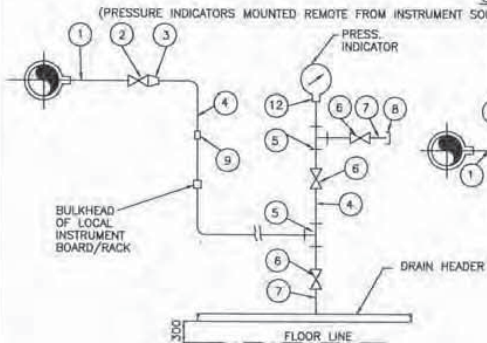 (PRESSURE INDICATORS MOUNTED REMOTE FROM INSTRUMENT
PRESS.
INDICATOR
1
2
3
12
6
7
8
4
5
9
6
1
4
BULKHEAD
OF LOCAL
INSTRUMENT
BOARD/RACK
5
6
7
DRAIN HEADER
300
FLOOR LINE